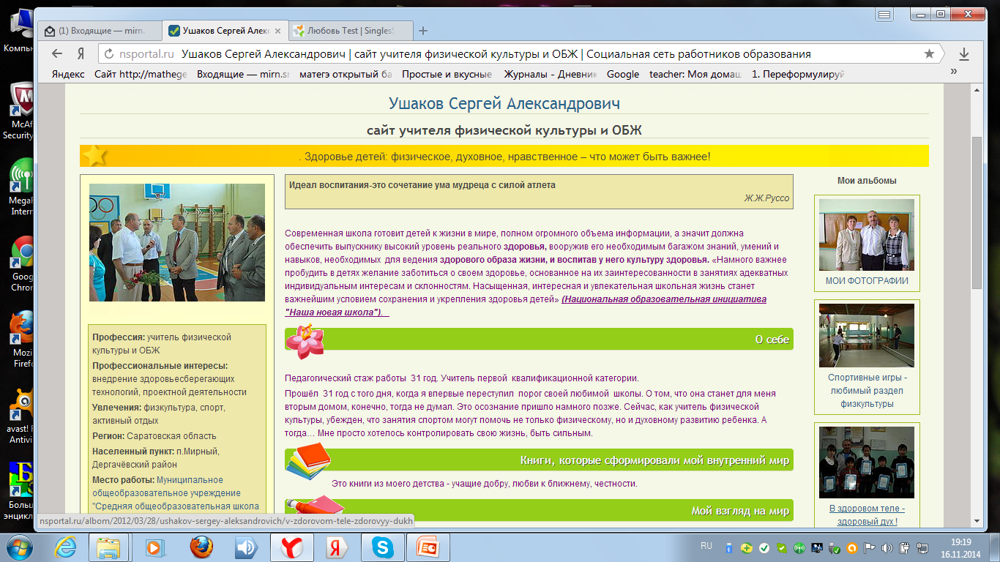 Компь
McAf
Security
MegaF
Intern
Goog
Chron
Mozi
Firef
avast! F
Antivi
Больш
энцикл
(1) Входящие — mirn.
Ушаков Сергей Алекс
Любовь Test | Singles
nsportal.ru Ушаков Сергей Александрович | сайт учителя физической культуры и ОБЖ | Социальная сеть работников образования
Яндекс Сайт http://mathege Входящие — mirn.sr матегэ открытый ба Простые и вкусные Журналы - Дневник Google teacher: Моя домаш 1. Переформулируй »
Ушаков Сергей Александрович
сайт учителя физической культуры и ОБЖ
. Здоровье детей: физическое, духовное, нравственное – что может быть важнее!
Профессия: учитель физической
культуры и ОБЖ
Профессиональные интересы:
внедрение здоровьесберегающих
технологий, проектной деятельности
Увлечения: физкультура, спорт,
активный отдых
Регион: Саратовская область
Населенный пункт: п.Мирный,
Дергачёвский район
Место работы: Муниципальное
общеобразовательное учреждение
"Средняя общеобразовательная школа
Идеал воспитания-это сочетание ума мудреца с силой атлета
Ж.Ж.Руссо
Современная школа готовит детей к жизни в мире, полном огромного объема информации, а значит должна
обеспечить выпускнику высокий уровень реального здоровья, вооружив его необходимым багажом знаний, умений и
навыков, необходимых для ведения здорового образа жизни, и воспитав у него культуру здоровья. «Намного важнее
пробудить в детях желание заботиться о своем здоровье, основанное на их заинтересованности в занятиях адекватных
индивидуальным интересам и склонностям. Насыщенная, интересная и увлекательная школьная жизнь станет
важнейшим условием сохранения и укрепления здоровья детей» (Национальная образовательная инициатива
"Наша новая школа").
О себе
Педагогический стаж работы 31 год. Учитель первой квалификационной категории.
Прошёл 31 год с того дня, когда я впервые переступил порог своей любимой школы. О том, что она станет для меня
вторым домом, конечно, тогда не думал. Это осознание пришло намного позже. Сейчас, как учитель физической
культуры, убежден, что занятия спортом могут помочь не только физическому, но и духовному развитию ребенка. А
тогда… Мне просто хотелось контролировать свою жизнь, быть сильным.
Книги, которые сформировали мой внутренний мир
Это книги из моего детства - учащие добру, любви к ближнему, честности.
Мой взгляд на мир
Мои альбомы
МОИ ФОТОГРАФИИ
Спортивные игры -
любимый раздел
физкультуры
В здоровом теле -
здоровый дух !
nsportal.ru/albom/2012/03/28/ushakov-sergey-aleksandrovich/v-zdorovom-tele-zdorovyy-dukh
RU
19:19
16.11.2014